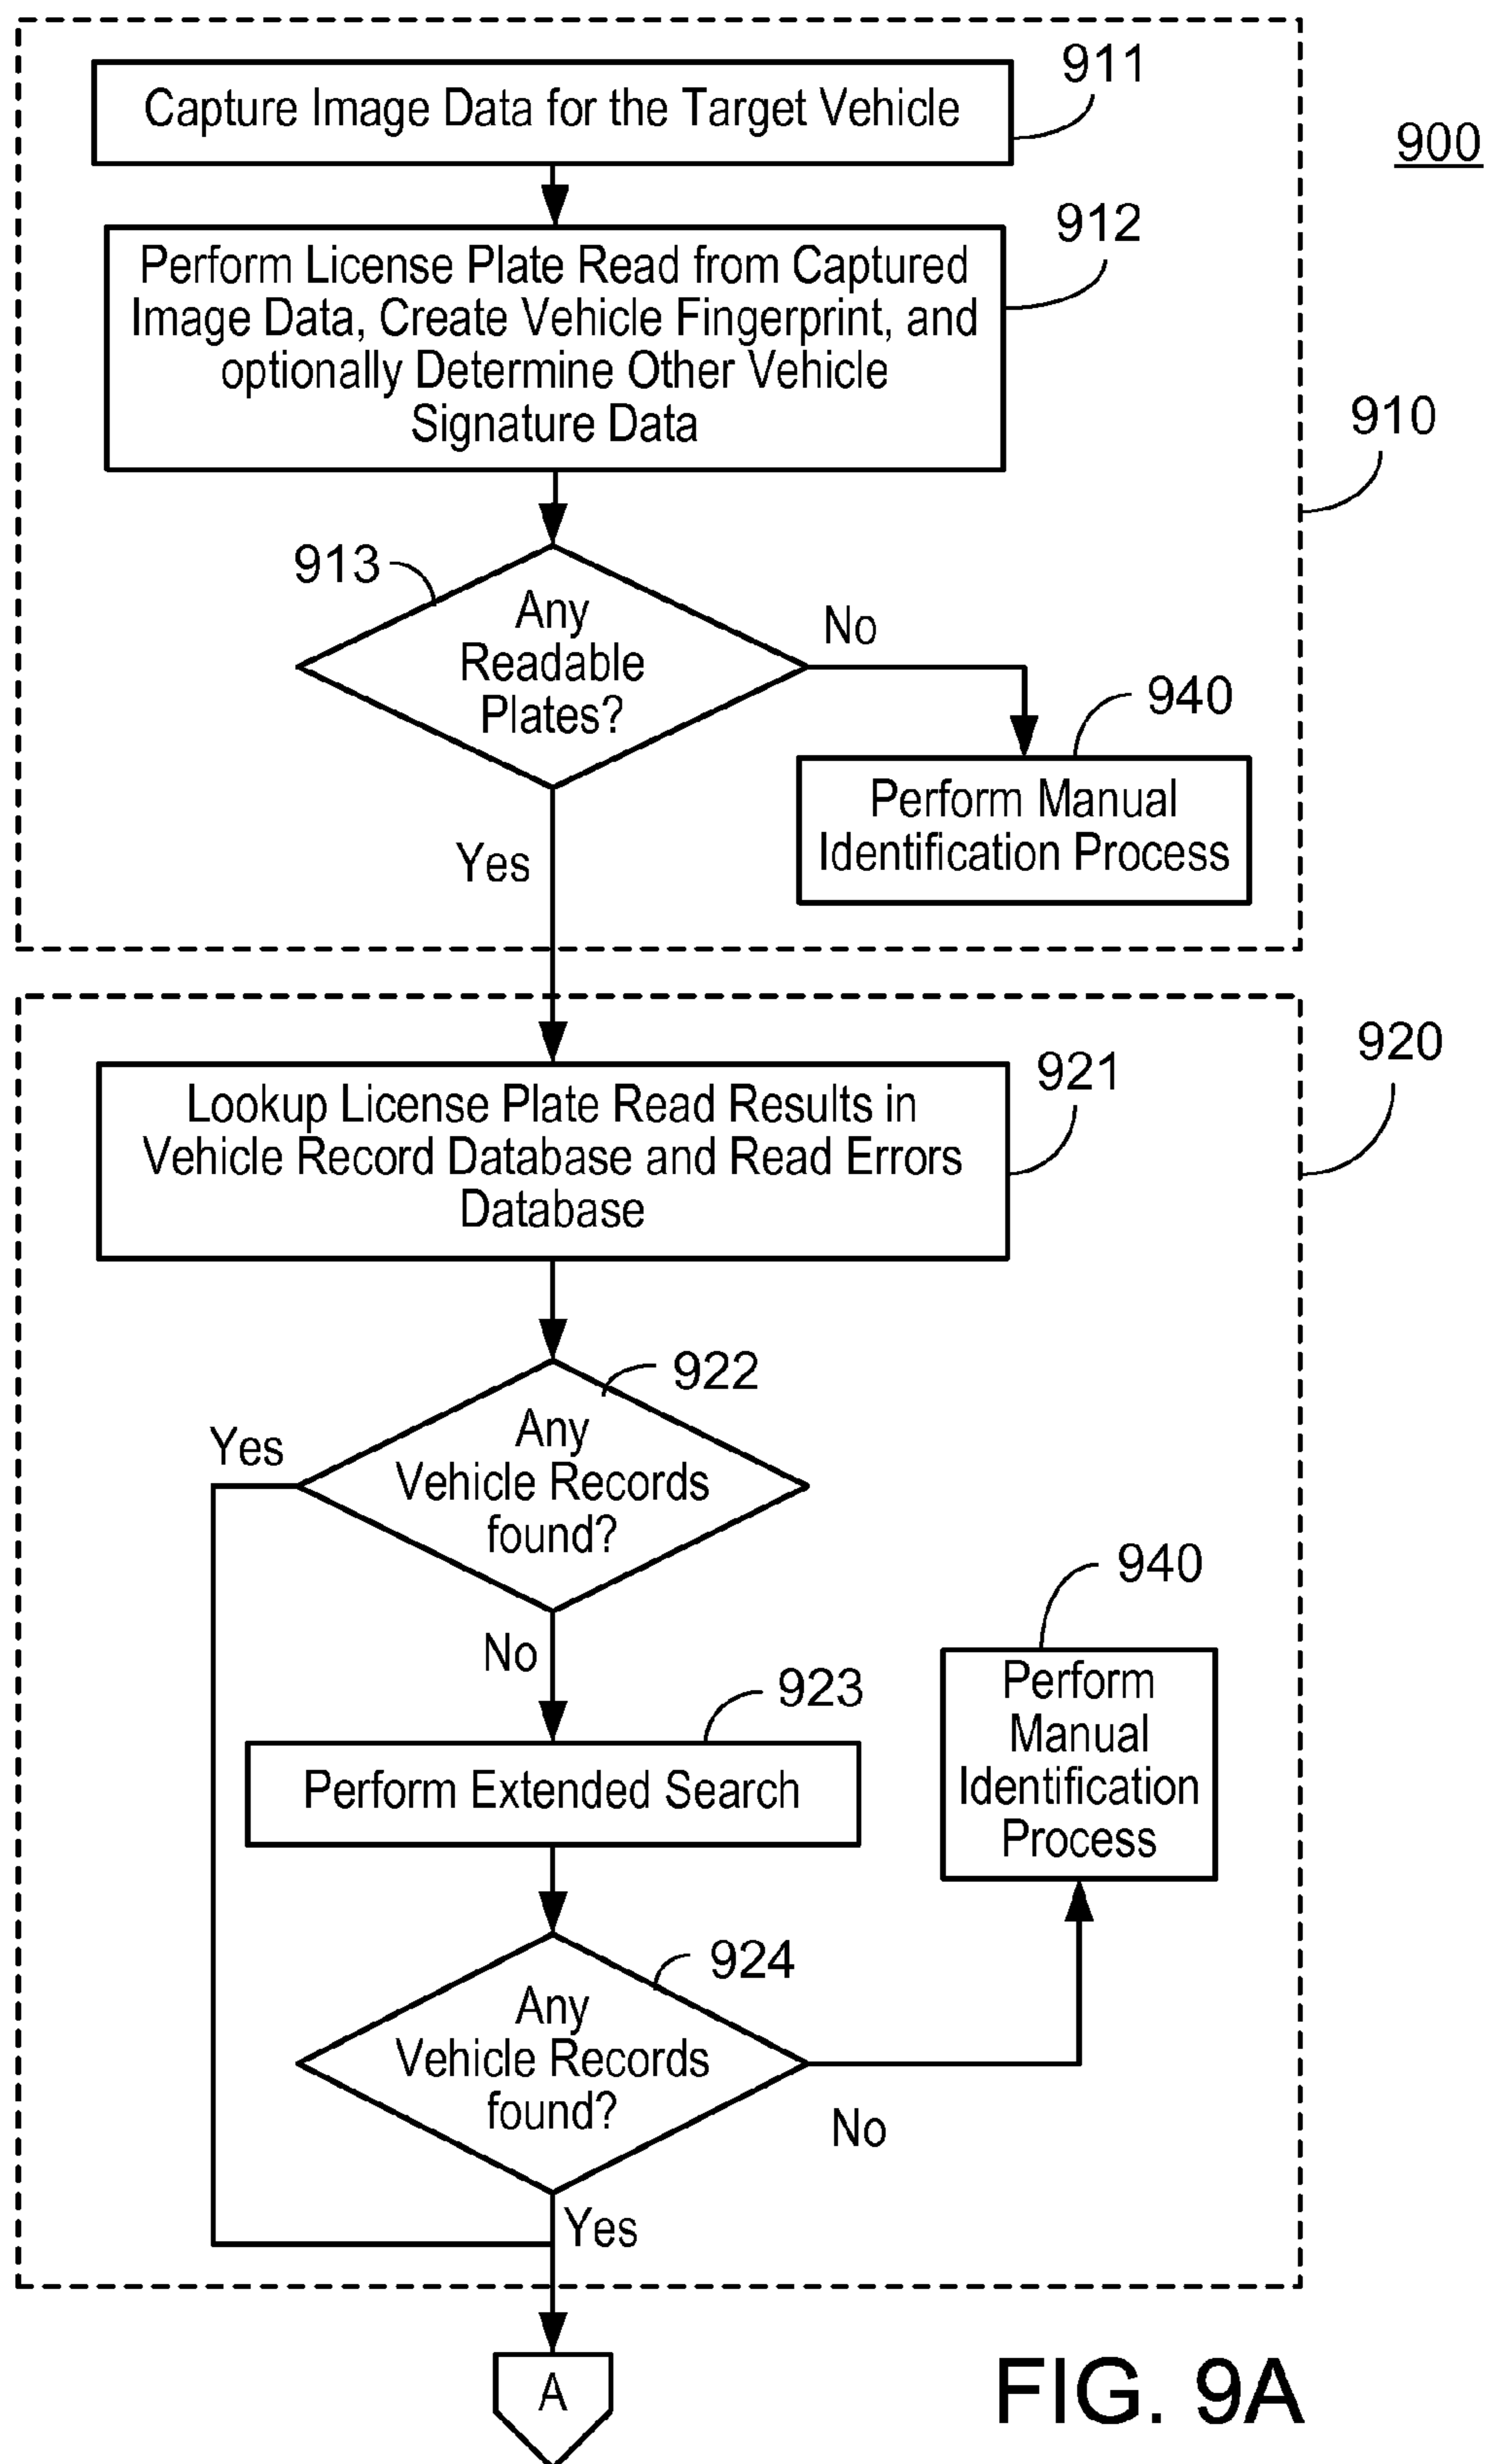 911
Capture Image Data for the Target Vehicle
900
912
Perform License Plate Read from Captured
Image Data, Create Vehicle Fingerprint, and
optionally Determine Other Vehicle
Signature Data
910
913
Any
Readable
Plates?
No
940
Perform Manual
Identification Process
Yes
920
921
Lookup License Plate Read Results in
Vehicle Record Database and Read Errors
Database
922
Any
Vehicle Records
found?
Yes
No
923
Perform Extended Search
940
Perform
Manual
Identification
Process
924
Any
Vehicle Records
found?
No
Yes
A
FIG. 9A